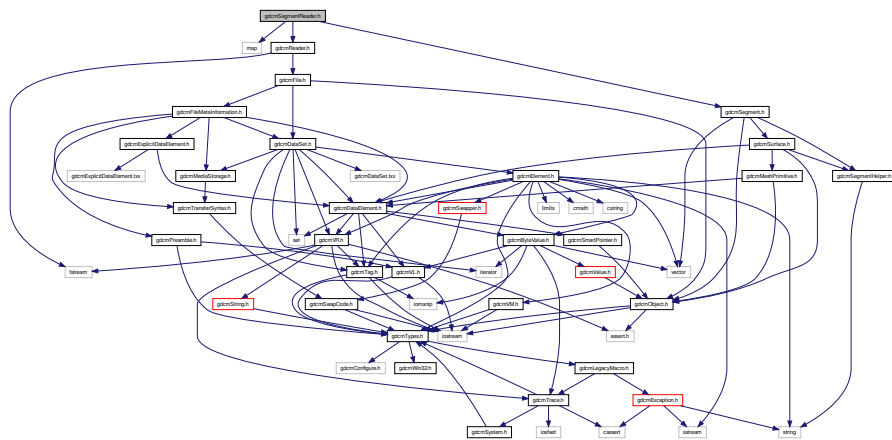 gdcmSegmentReader.h
map
gdcmReader.h
gdcmFile.h
gdcmFileMetaInformation.h
gdcmSegment.h
gdcmExplicitDataElement.h
gdcmDataSet.h
gdcmSurface.h
gdcmExplicitDataElement.txx
gdcmMediaStorage.h
gdcmDataSet.txx
gdcmElement.h
gdcmMeshPrimitive.h
gdcmSegmentHelper.h
gdcmTransferSyntax.h
gdcmDataElement.h
gdcmSwapper.h
limits
cmath
cstring
gdcmPreamble.h
set
gdcmVR.h
gdcmByteValue.h
gdcmSmartPointer.h
fstream
gdcmTag.h
gdcmVL.h
iterator
gdcmValue.h
vector
gdcmString.h
gdcmSwapCode.h
iomanip
gdcmVM.h
gdcmObject.h
gdcmTypes.h
iostream
assert.h
gdcmConfigure.h
gdcmWin32.h
gdcmLegacyMacro.h
gdcmTrace.h
gdcmException.h
gdcmSystem.h
iosfwd
cassert
sstream
string